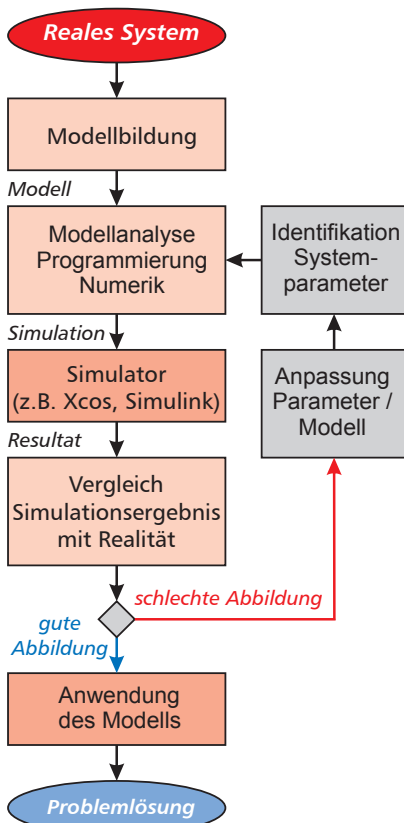 Reales System
Modellbildung
Modell
Modellanalyse
Programmierung
Numerik
Identifikation
System-
parameter
Simulation
Simulator
(z.B. Xcos, Simulink)
Anpassung
Parameter /
Modell
Resultat
Vergleich
Simulationsergebnis
mit Realität
schlechte Abbildung
gute
Abbildung
Anwendung
des Modells
Problemlösung